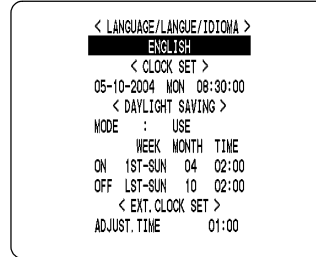 < LANGUAGE/LANGUE/IDIOMA >
ENGLISH
< CLOCK SET >
05-10-2004 MON 08:30:00
< DAYLIGHT SAVING >
MODE : USE
WEEK MONTH TIME
ON 1ST-SUN 04 02:00
OFF LST-SUN 10 02:00
< EXT.CLOCK SET >
ADJUST.TIME 01:00